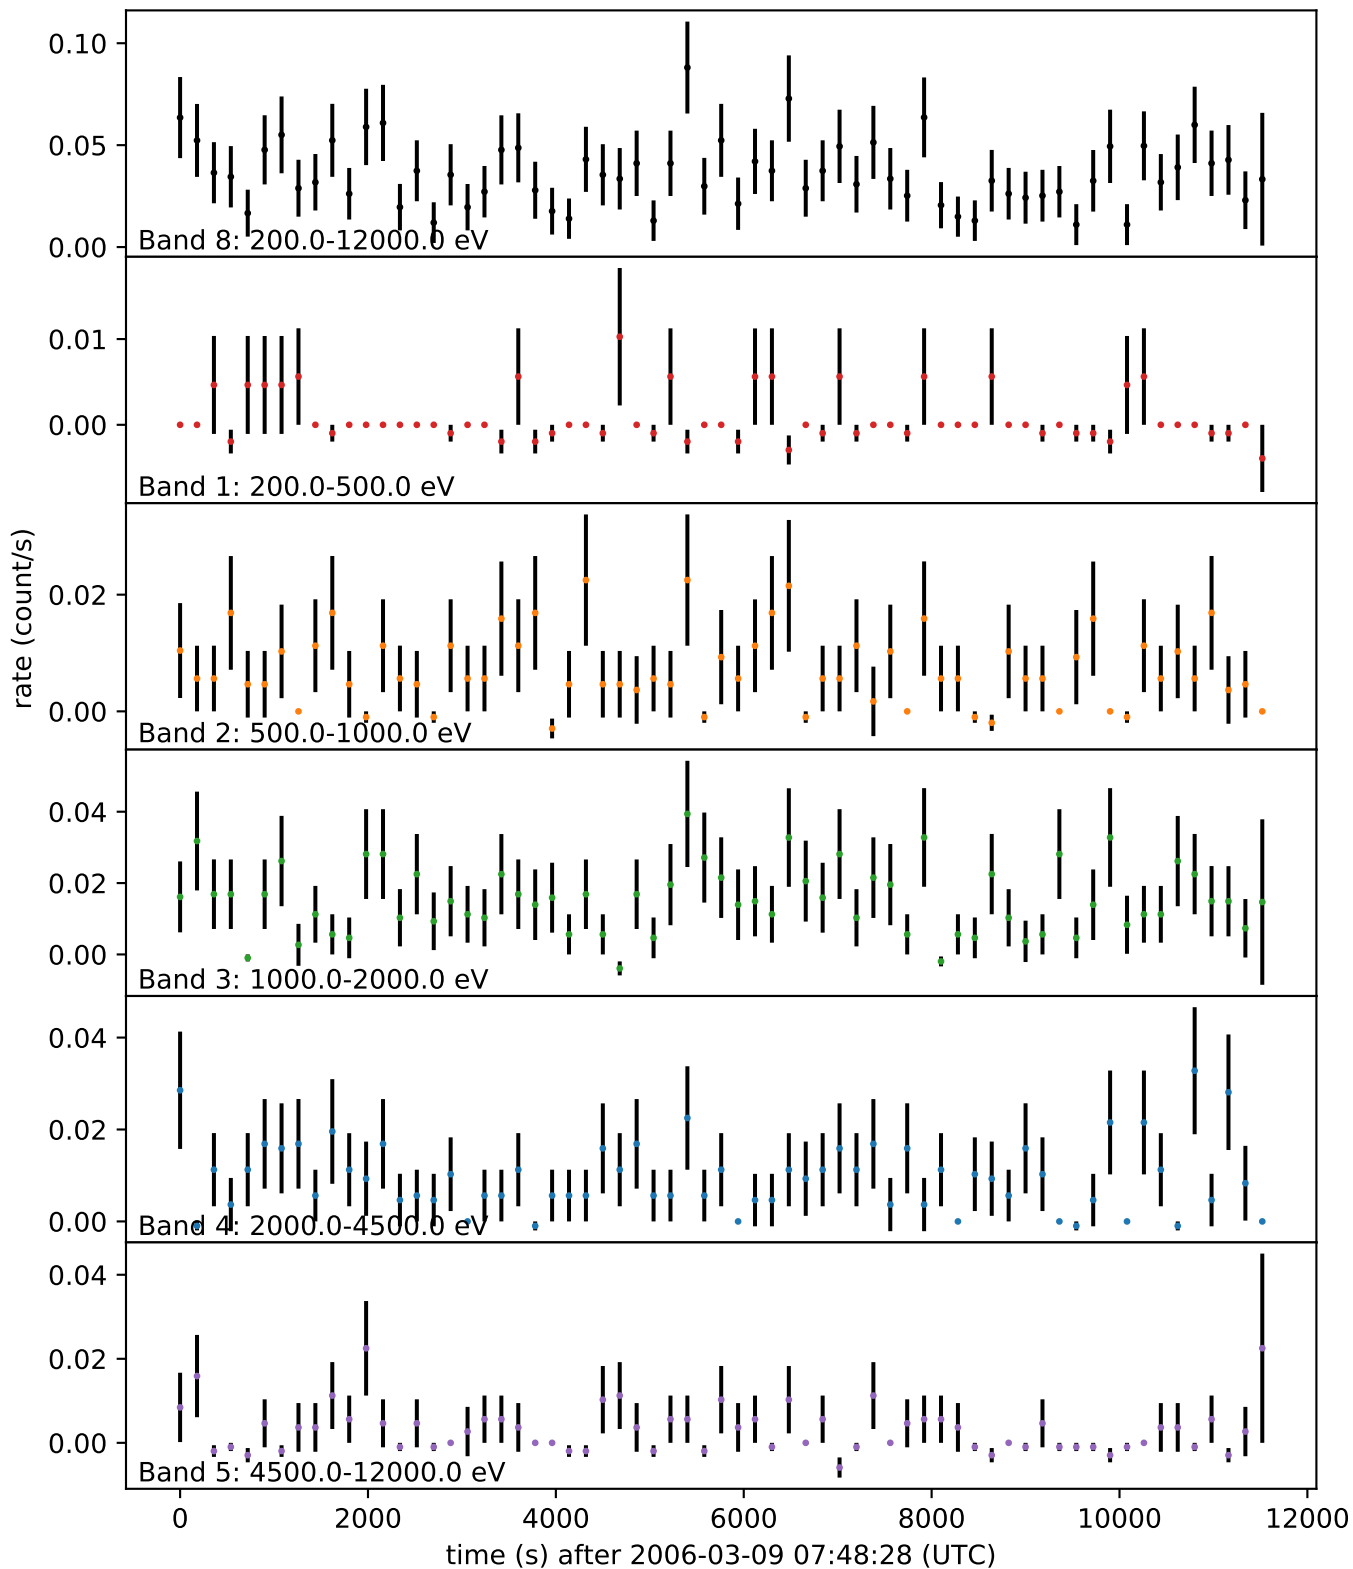 0.10
0.05
0.00
Band 8: 200.0-12000.0 eV
0.01
0.00
Band 1: 200.0-500.0 eV
rate (count/s)
0.02
0.00
Band 2: 500.0-1000.0 eV
0.04
0.02
0.00
Band 3: 1000.0-2000.0 eV
0.04
0.02
0.00
Band 4: 2000.0-4500.0 eV
0.04
0.02
0.00
Band 5: 4500.0-12000.0 eV
0 2000 4000 6000 8000 10000 12000
time (s) after 2006-03-09 07:48:28 (UTC)